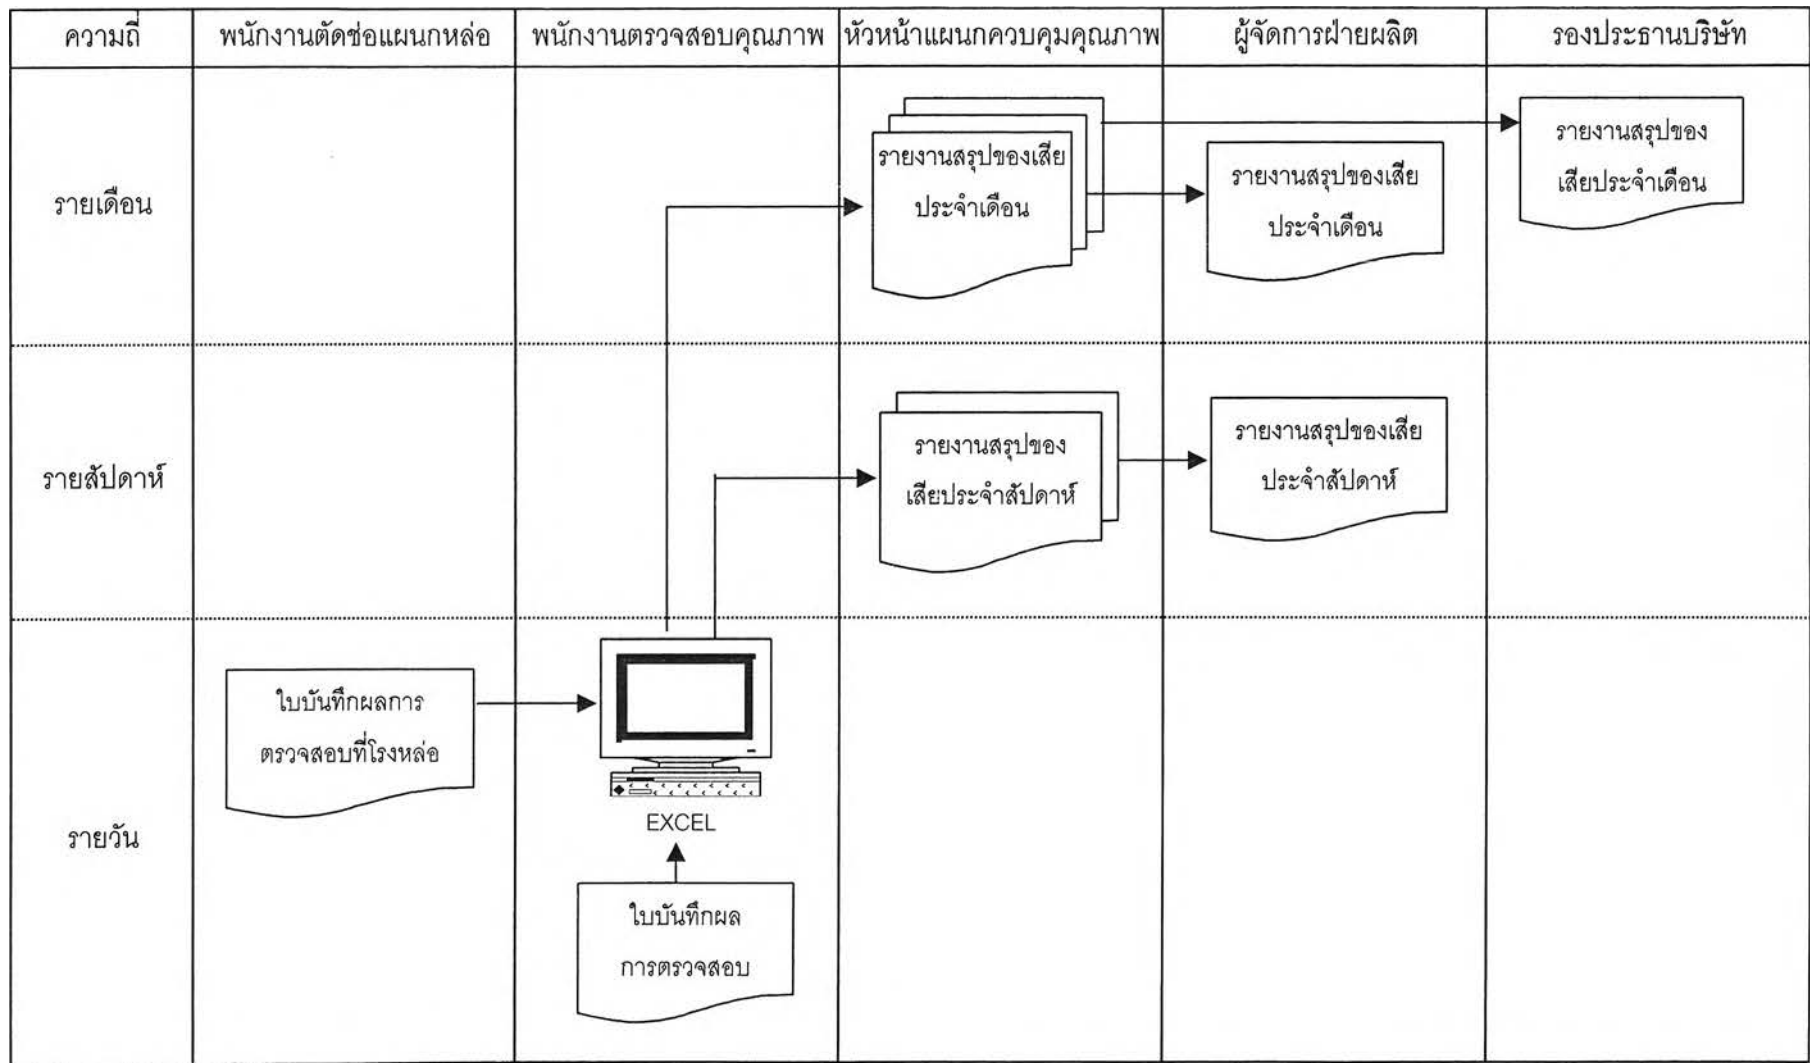 ความถี่
พนักงานตัดช่อแผนกหล่อ
พนักงานตรวจสอบคุณภาพ
หัวหน้าแผนกควบคุมคุณภาพ
ผู้จัดการฝ่ายผลิต
รองประธานบริษัท
รายเดือน
รายงานสรุปของเสีย
ประจำเดือน
รายงานสรุปของเสีย
ประจำเดือน
รายงานสรุปของ
เสียประจำเดือน
รายสัปดาห์
รายงานสรุปของ
เสียประจำสัปดาห์
รายงานสรุปของเสีย
ประจำสัปดาห์
รายวัน
ใบบันทึกผลการ
ตรวจสอบที่โรงหล่อ
EXCEL
ใบบันทึกผล
การตรวจสอบ